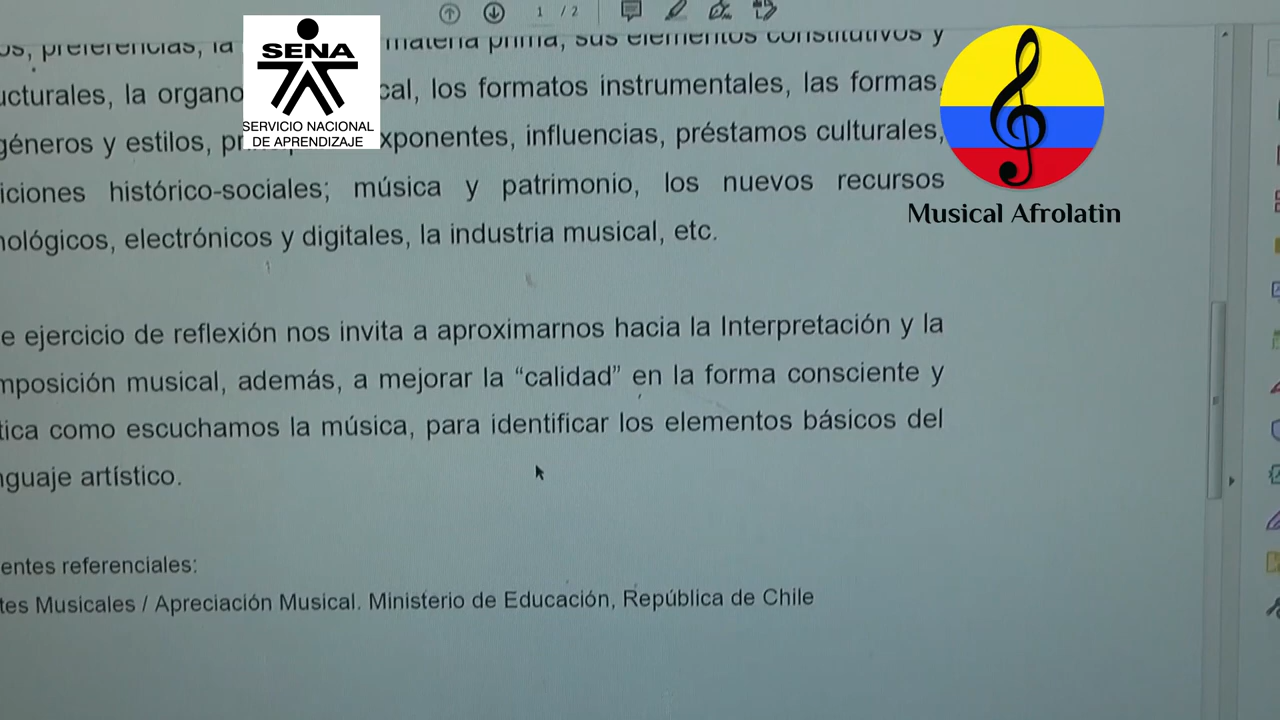 1 / 2
os, preferencias, la materia prima, sus elementos constitutivos y
ucturales, la organo cal, los formatos instrumentales, las formas,
géneros y estilos, pr xponentes, influencias, préstamos culturales,
iciones histórico-sociales; música y patrimonio, los nuevos recursos
nológicos, electrónicos y digitales, la industria musical, etc.
e ejercicio de reflexión nos invita a aproximarnos hacia la Interpretación y la
mposición musical, además, a mejorar la “calidad” en la forma consciente y
tica como escuchamos la música, para identificar los elementos básicos del
nguaje artístico.
entes referenciales:
tes Musicales / Apreciación Musical. Ministerio de Educación, República de Chile
SENA
SERVICIO NACIONAL
DE APRENDIZAJE
Musical Afrolatin